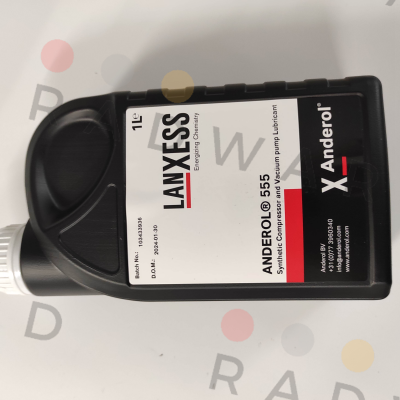 1L℮
LANXESS
Energizing Chemistry
ANDEROL® 555
Synthetic Compressor and Vacuum pump Lubricant
Batch No.: 103433936
D.O.M.: 2024-01-30
Anderol®
Anderol BV
+31(0)77 3960340
info@anderol.com
www.anderol.com